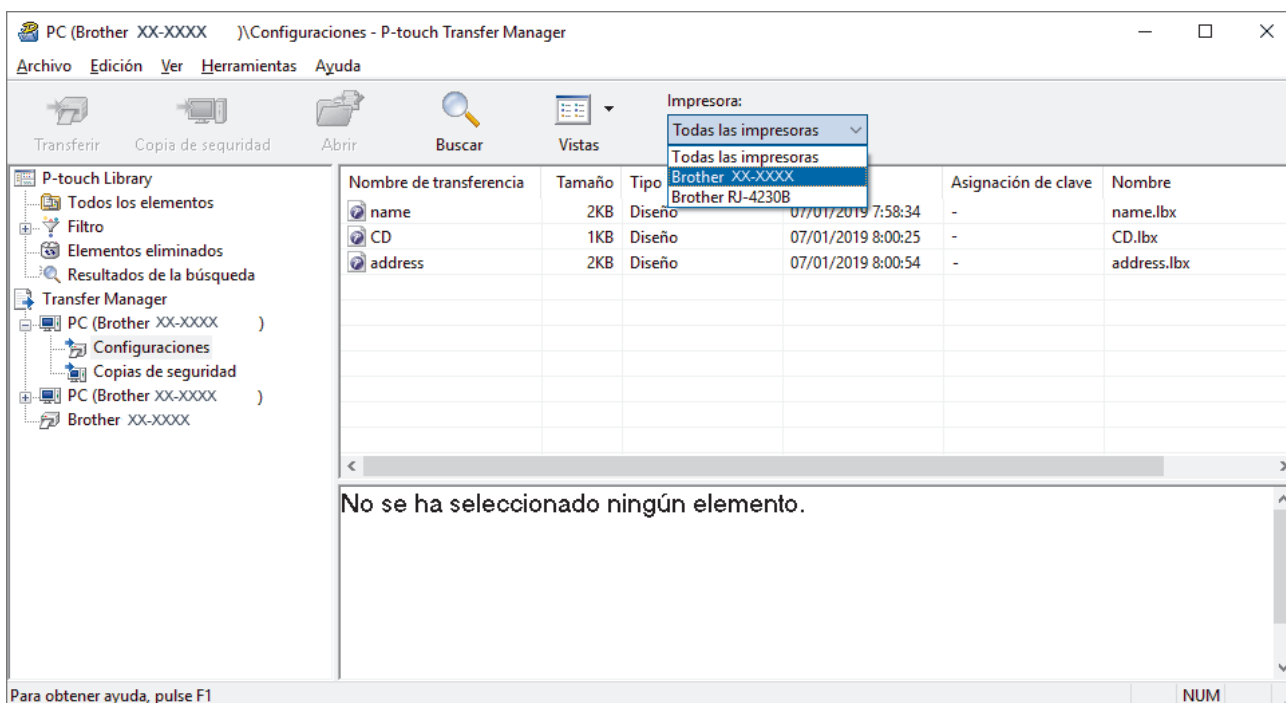 PC (Brother XX-XXXX )\Configuraciones - P-touch Transfer Manager
Archivo Edición Ver Herramientas Ayuda
Transferir Copia de seguridad Abrir Buscar Vistas
Impresora:
Todas las impresoras
Todas las impresoras
Brother XX-XXXX
Brother RJ-4230B
P-touch Library
Todos los elementos
Filtro
Elementos eliminados
Resultados de la búsqueda
Transfer Manager
PC (Brother XX-XXXX )
Configuraciones
Copias de seguridad
PC (Brother XX-XXXX )
Brother XX-XXXX
Nombre de transferencia Tamaño Tipo Asignación de clave Nombre
name 2KB Diseño 07/01/2019 7:58:34 - name.lbx
CD 1KB Diseño 07/01/2019 8:00:25 - CD.lbx
address 2KB Diseño 07/01/2019 8:00:54 - address.lbx
No se ha seleccionado ningún elemento.
Para obtener ayuda, pulse F1 NUM